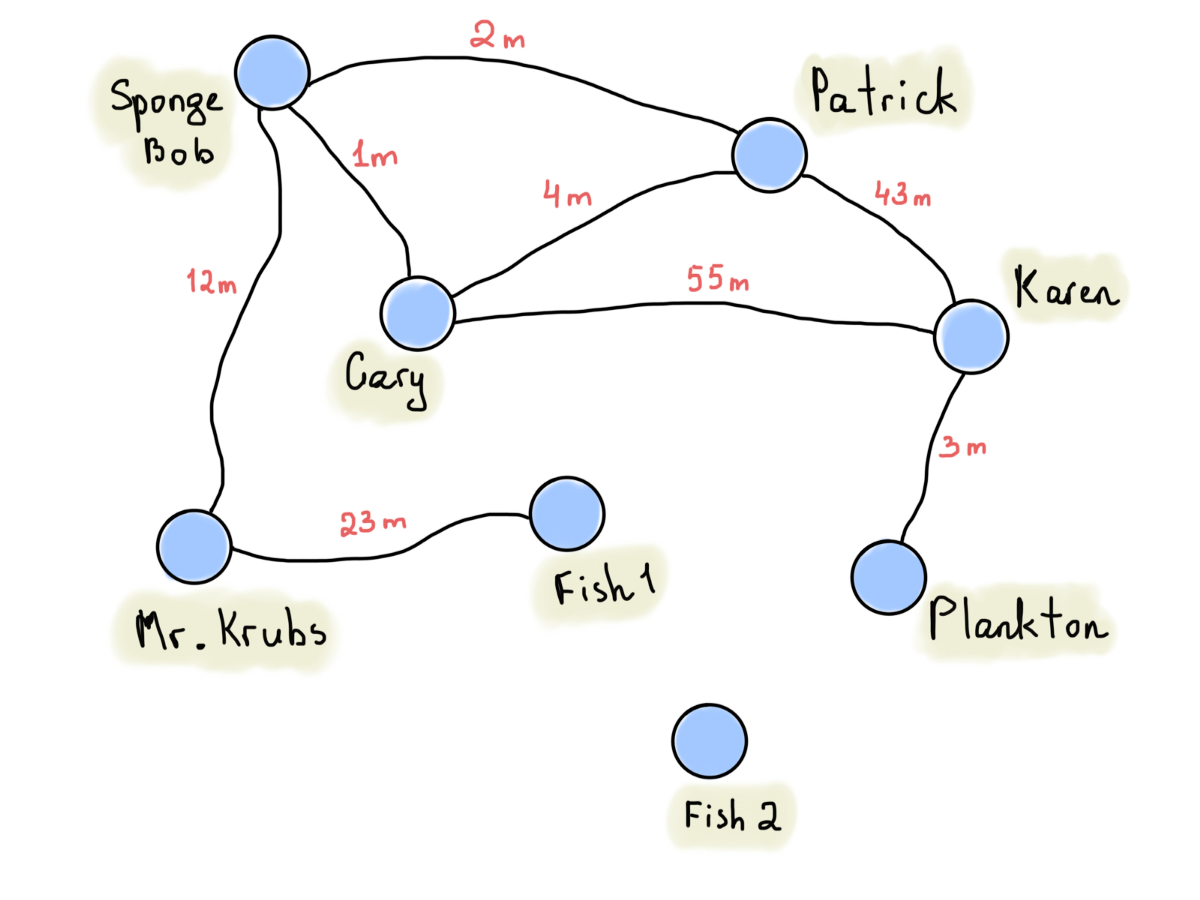 2m
Patrick
Sponge
Bob
1m
4m
43m
12m
55m
Karen
Cary
3m
23m
Fish 1
Mr. Krubs
Plankton
Fish 2